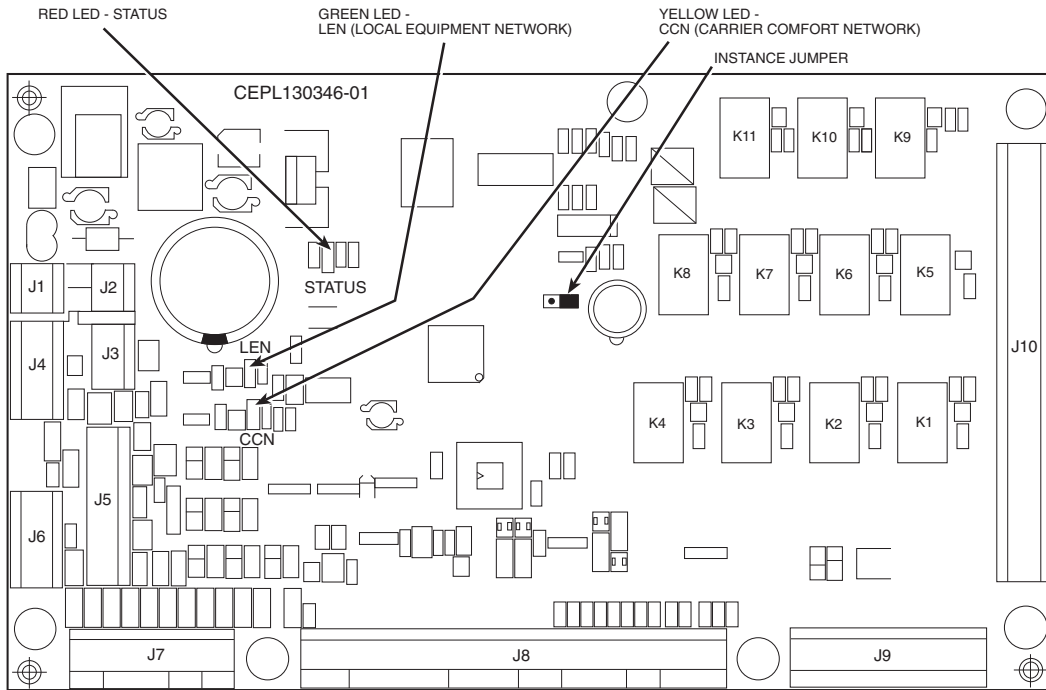 RED LED - STATUS
GREEN LED -
LEN (LOCAL EQUIPMENT NETWORK)
YELLOW LED -
CCN (CARRIER COMFORT NETWORK)
INSTANCE JUMPER
CEPL130346-01
K11
K10
K9
K8
K7
K6
K5
STATUS
J1
J2
LEN
J4
J3
J10
K4
K3
K2
K1
CCN
J5
J6
J7
J8
J9